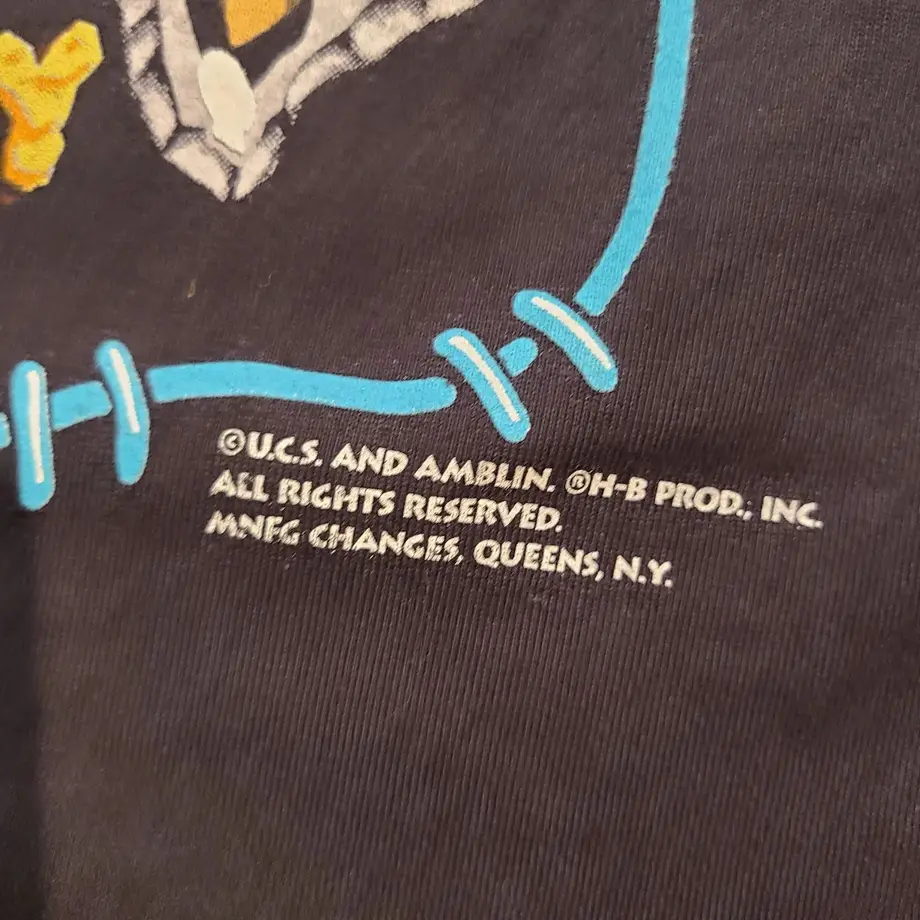 Y
©U.C.S. AND AMBLIN. ®H-B PROD., INC.
ALL RIGHTS RESERVED.
MNFG CHANGES, QUEENS, N.Y.